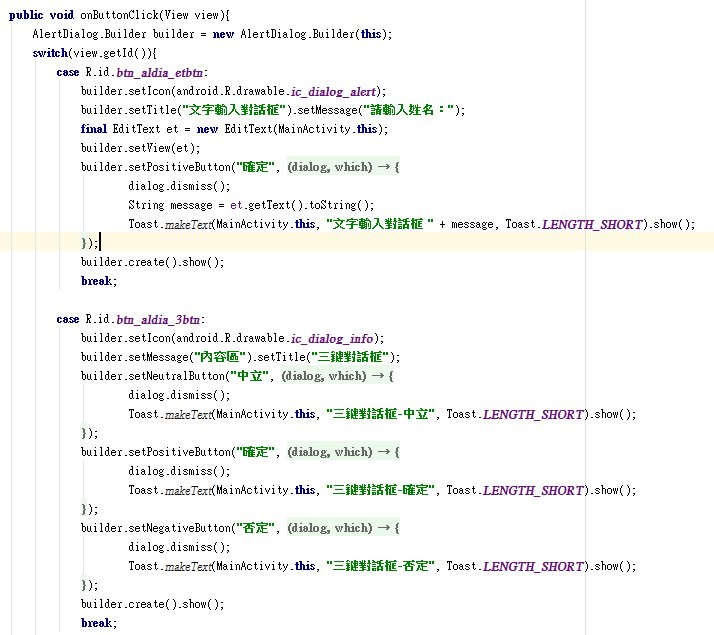 public void onButtonClick(View view){
AlertDialog.Builder builder = new AlertDialog.Builder(this);
switch(view.getId()){
case R.id.btn_aldia_etbtn:
builder.setIcon(android.R.drawable.ic_dialog_alert);
builder.setTitle("文字輸入對話框").setMessage("請輸入姓名：");
final EditText et = new EditText(MainActivity.this);
builder.setView(et);
builder.setPositiveButton("確定", (dialog, which) → {
dialog.dismiss();
String message = et.getText().toString();
Toast.makeText(MainActivity.this, "文字輸入對話框 " + message, Toast.LENGTH_SHORT).show();
});
builder.create().show();
break;
case R.id.btn_aldia_3btn:
builder.setIcon(android.R.drawable.ic_dialog_info);
builder.setMessage("內容區").setTitle("三鍵對話框");
builder.setNeutralButton("中立", (dialog, which) → {
dialog.dismiss();
Toast.makeText(MainActivity.this, "三鍵對話框-中立", Toast.LENGTH_SHORT).show();
});
builder.setPositiveButton("確定", (dialog, which) → {
dialog.dismiss();
Toast.makeText(MainActivity.this, "三鍵對話框-確定", Toast.LENGTH_SHORT).show();
});
builder.setNegativeButton("否定", (dialog, which) → {
dialog.dismiss();
Toast.makeText(MainActivity.this, "三鍵對話框-否定", Toast.LENGTH_SHORT).show();
});
builder.create().show();
break;